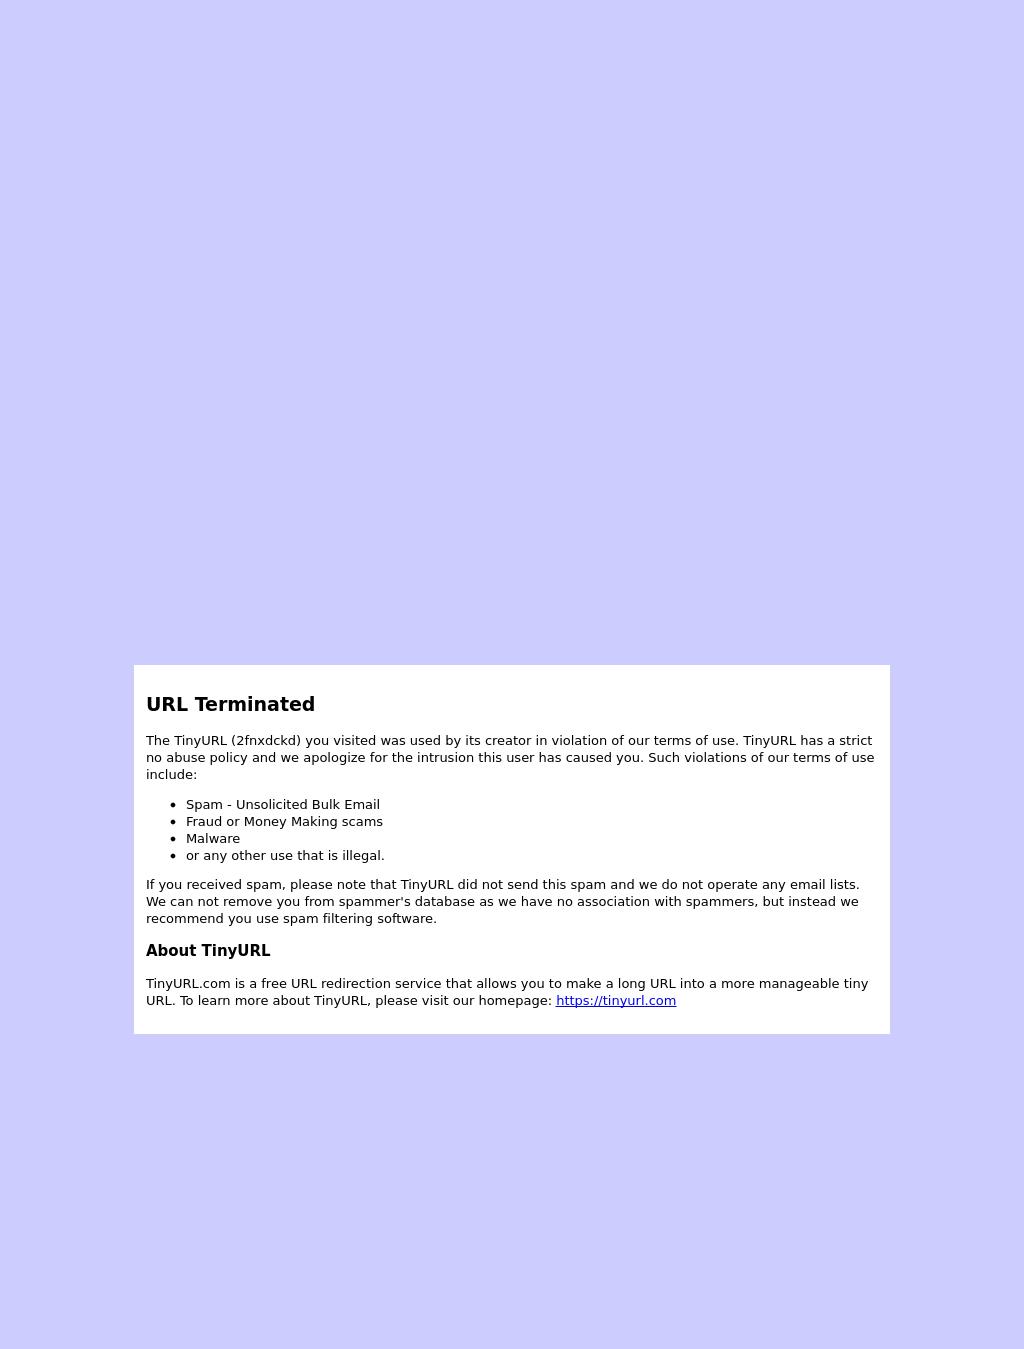 URL Terminated
The TinyURL (2fnxdckd) you visited was used by its creator in violation of our terms of use. TinyURL has a strict
no abuse policy and we apologize for the intrusion this user has caused you. Such violations of our terms of use
include:
• Spam - Unsolicited Bulk Email
• Fraud or Money Making scams
• Malware
• or any other use that is illegal.
If you received spam, please note that TinyURL did not send this spam and we do not operate any email lists.
We can not remove you from spammer's database as we have no association with spammers, but instead we
recommend you use spam filtering software.
About TinyURL
TinyURL.com is a free URL redirection service that allows you to make a long URL into a more manageable tiny
URL. To learn more about TinyURL, please visit our homepage: https://tinyurl.com